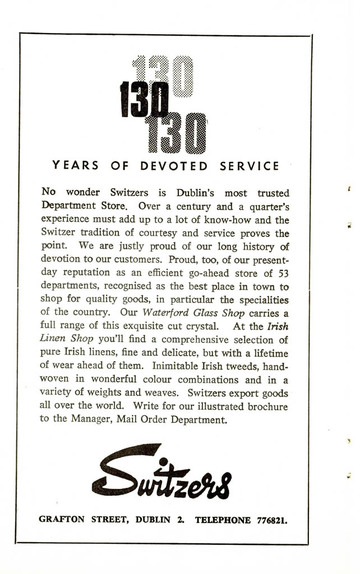 130
130
130
YEARS OF DEVOTED SERVICE
No wonder Switzers is Dublin's most trusted
Department Store. Over a century and a quarter's
experience must add up to a lot of know-how and the
Switzer tradition of courtesy and service proves the
point. We are justly proud of our long history of
devotion to our customers. Proud, too, of our present-
day reputation as an efficient go-ahead store of 53
departments, recognised as the best place in town to
shop for quality goods, in particular the specialities
of the country. Our Waterford Glass Shop carries a
full range of this exquisite cut crystal. At the Irish
Linen Shop you'll find a comprehensive selection of
pure Irish linens, fine and delicate, but with a lifetime
of wear ahead of them. Inimitable Irish tweeds, hand-
woven in wonderful colour combinations and in a
variety of weights and weaves. Switzers export goods
all over the world. Write for our illustrated brochure
to the Manager, Mail Order Department.
Switzers
GRAFTON STREET, DUBLIN 2. TELEPHONE 776821.